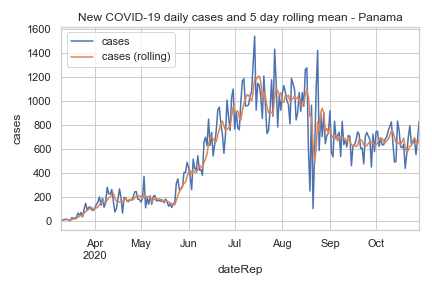 New COVID-19 daily cases and 5 day rolling mean - Panama
cases
cases (rolling)
1600
1400
1200
1000
800
600
400
200
0
cases
Apr
2020
May
Jun
Jul
Aug
Sep
Oct
dateRep